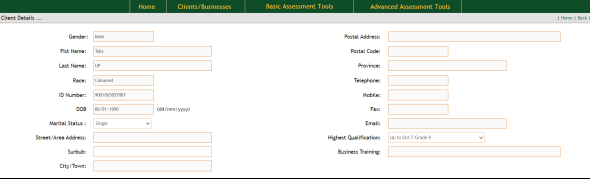 Home Clients/Businesses Basic Assessment Tools Advanced Assessment Tools
Client Details ... | Home | Back |
Gender: Male
Fist Name: Taks
Last Name: UP
Race: Coloured
ID Number: 9001065857087
DOB 06/01/1990 (dd/mm/yyyy)
Marital Status : Single
Street/Area Address:
Surbub:
City/Town:
Postal Address:
Postal Code:
Province:
Telephone:
Mobile:
Fax:
Email:
Highest Qualification: Up to Std 7/Grade 9
Business Training: